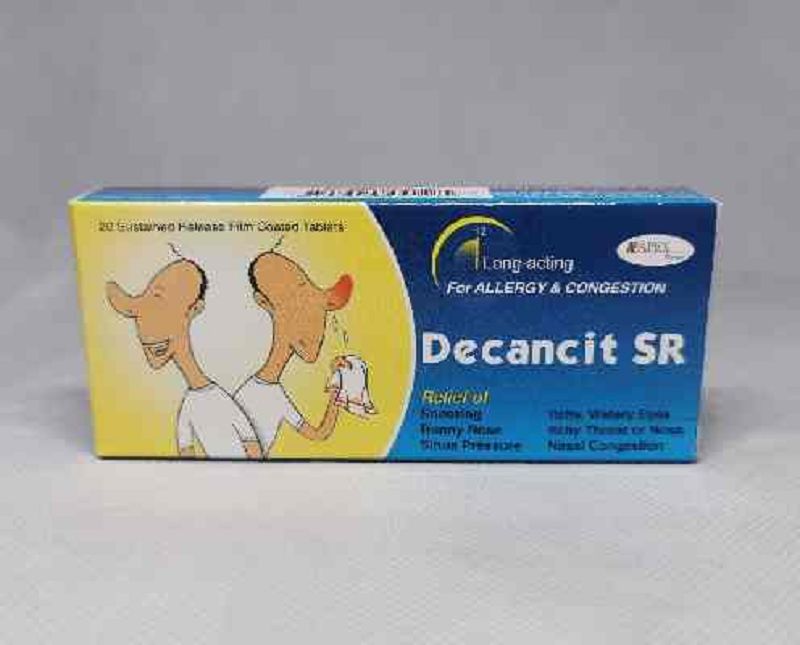 20 Sustained Release Film Coated Tablets
12
Long-acting
For ALLERGY & CONGESTION
Decancit SR
Relief of
Sneezing
Runny Nose
Sinus Pressure
Itchy, Watery Eyes
Itchy Throat or Nose
Nasal Congestion